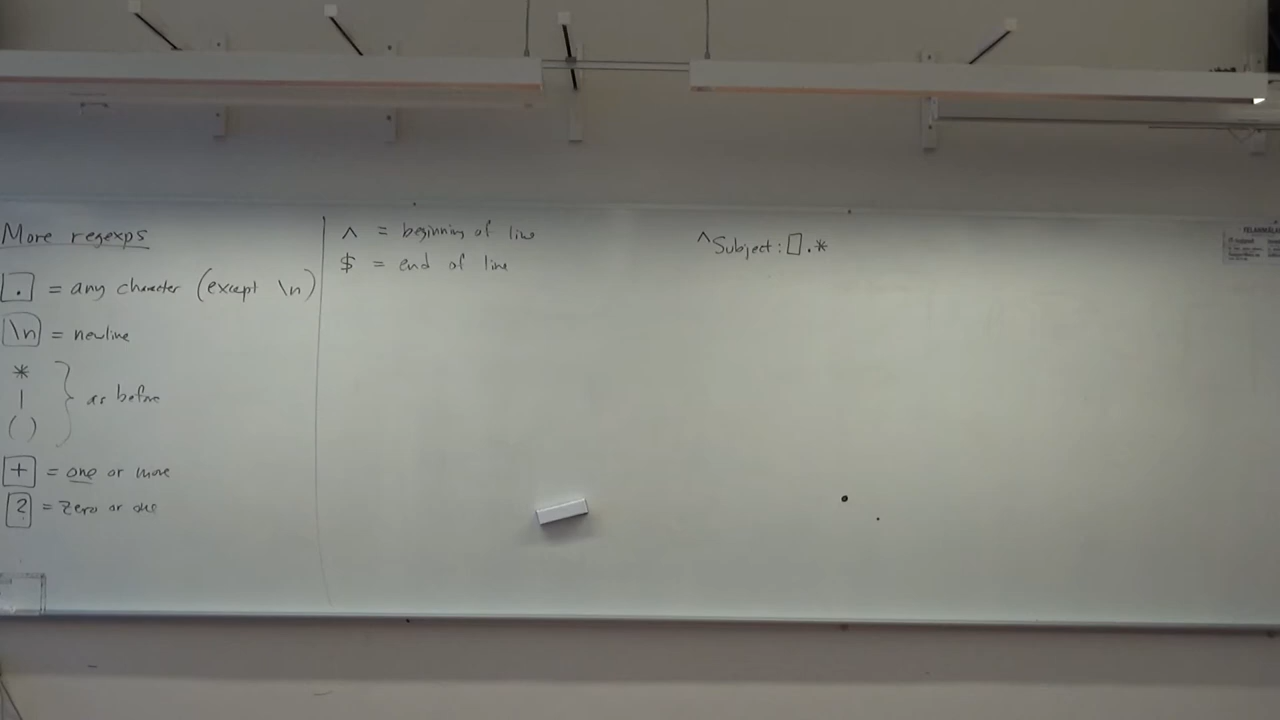 More regexps
. = any character (except \n)
\n = newline
*
|
( )
as before
+ = one or more
? = zero or one
^ = beginning of line
$ = end of line
^Subject:▯.*
FELANMÄLAN